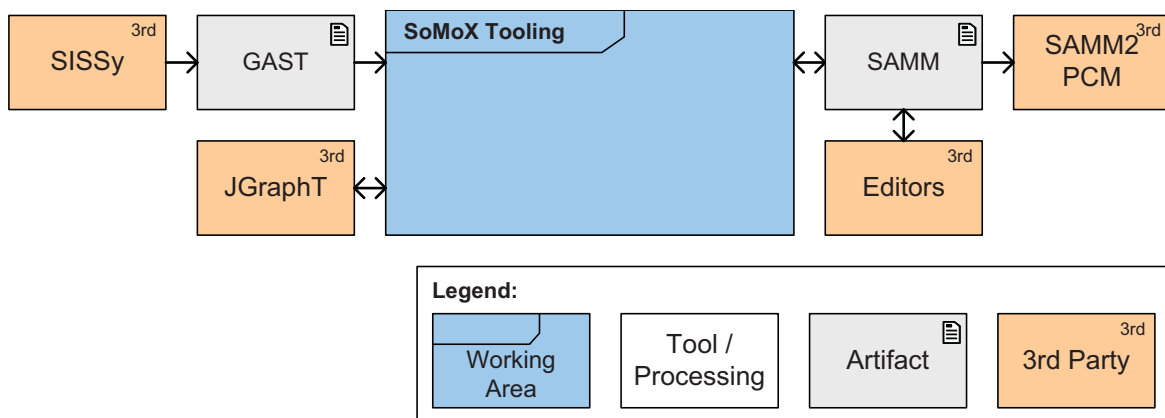 3rd
SISSy
GAST
SoMoX Tooling
SAMM
3rd
SAMM2
PCM
3rd
JGraphT
3rd
Editors
Legend:
Working
Area
Tool /
Processing
Artifact
3rd
3rd Party